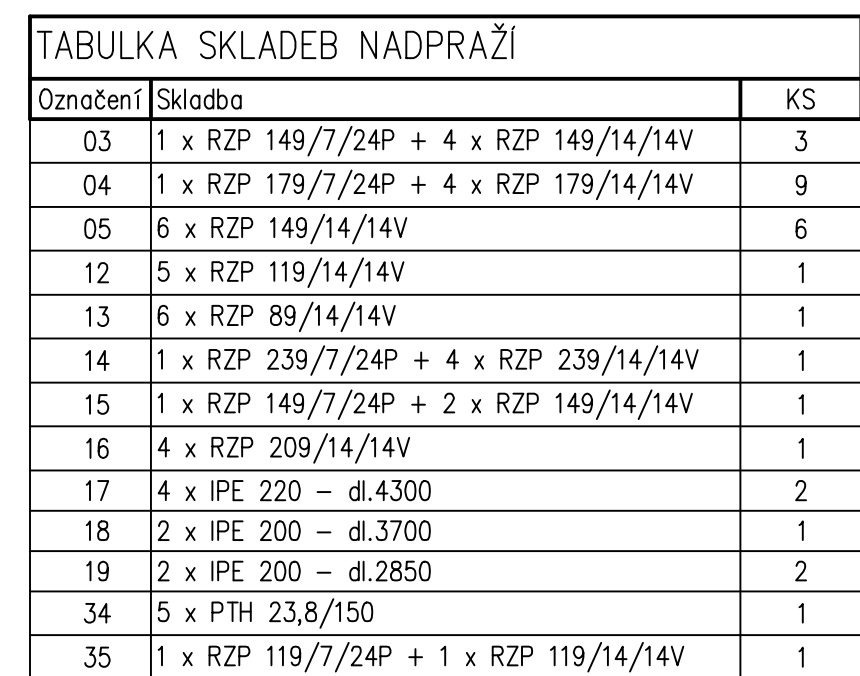 TABULKA SKLADEB NADPRAŽÍ
Označení Skladba KS
03 1 x RZP 149/7/24P + 4 x RZP 149/14/14V 3
04 1 x RZP 179/7/24P + 4 x RZP 179/14/14V 9
05 6 x RZP 149/14/14V 6
12 5 x RZP 119/14/14V 1
13 6 x RZP 89/14/14V 1
14 1 x RZP 239/7/24P + 4 x RZP 239/14/14V 1
15 1 x RZP 149/7/24P + 2 x RZP 149/14/14V 1
16 4 x RZP 209/14/14V 1
17 4 x IPE 220 – dl.4300 2
18 2 x IPE 200 – dl.3700 1
19 2 x IPE 200 – dl.2850 2
34 5 x PTH 23,8/150 1
35 1 x RZP 119/7/24P + 1 x RZP 119/14/14V 1